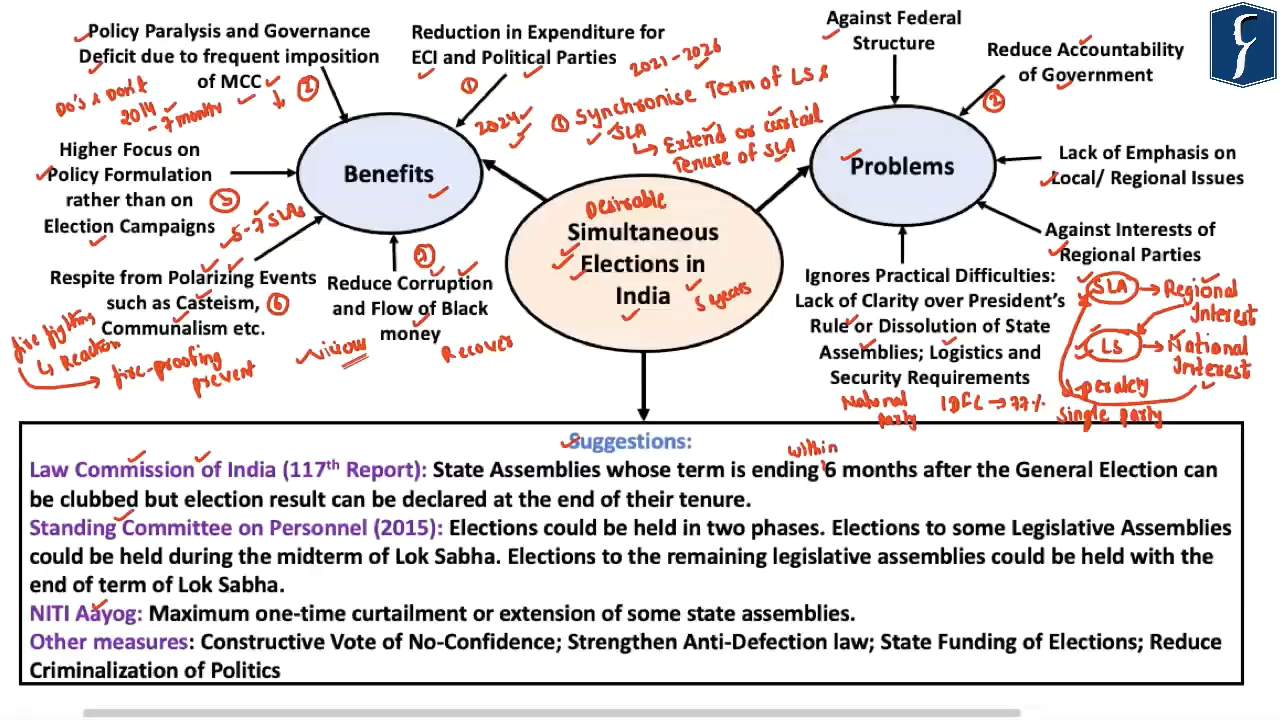 Policy Paralysis and Governance
Deficit due to frequent imposition
of MCC
Do's & Don't
2014
- 7 months
2
Reduction in Expenditure for
ECI and Political Parties
1
2021-2026
2024
① Synchronise Term of LS &
SLA
↳ Extend or curtail
Tenure of SLA
Against Federal
Structure
Reduce Accountability
of Government
2
Higher Focus on
Policy Formulation
rather than on
Election Campaigns
Benefits
Problems
Lack of Emphasis on
Local/ Regional Issues
5-7 SLAs
Desirable
Simultaneous
Elections in
India
5 years
Against Interests of
Regional Parties
Respite from Polarizing Events
such as Casteism,
Communalism etc.
6
fire fighting
↳ Reaction
→ fire-proofing
prevent
Reduce Corruption
and Flow of Black
money
Recover
Ignores Practical Difficulties:
Lack of Clarity over President's
Rule or Dissolution of State
Assemblies; Logistics and
Security Requirements
SLA → Regional
Interest
LS → National
Interest
National
party
IDFC → 77%
Single party
Suggestions:
within
Law Commission of India (117th Report): State Assemblies whose term is ending 6 months after the General Election can
be clubbed but election result can be declared at the end of their tenure.
Standing Committee on Personnel (2015): Elections could be held in two phases. Elections to some Legislative Assemblies
could be held during the midterm of Lok Sabha. Elections to the remaining legislative assemblies could be held with the
end of term of Lok Sabha.
NITI Aayog: Maximum one-time curtailment or extension of some state assemblies.
Other measures: Constructive Vote of No-Confidence; Strengthen Anti-Defection law; State Funding of Elections; Reduce
Criminalization of Politics